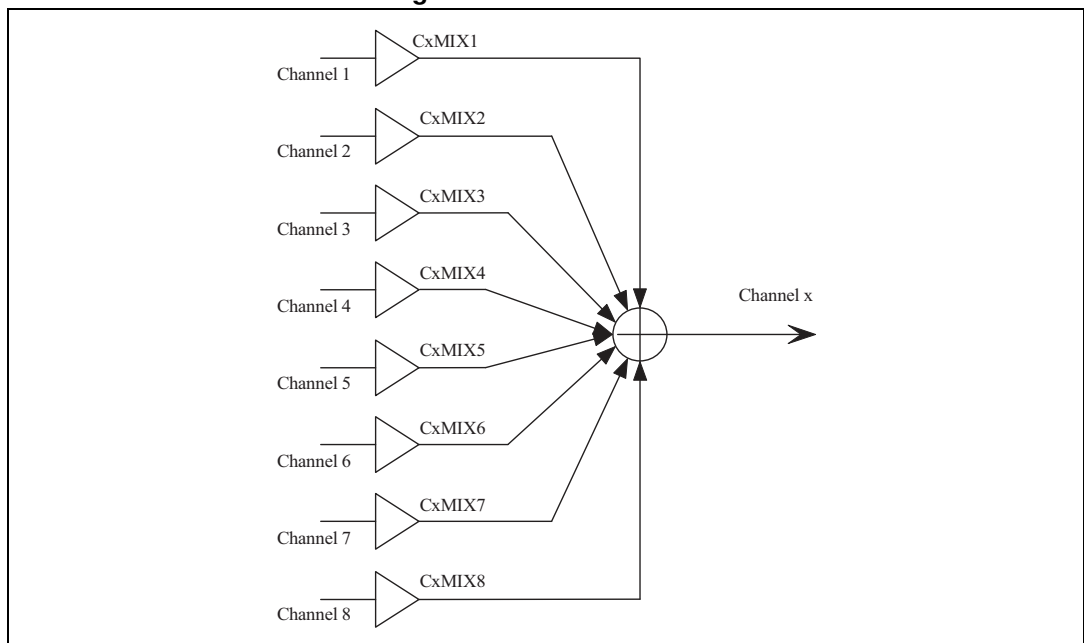 CxMIX1
Channel 1
CxMIX2
Channel 2
CxMIX3
Channel 3
CxMIX4
Channel x
Channel 4
CxMIX5
Channel 5
CxMIX6
Channel 6
CxMIX7
Channel 7
CxMIX8
Channel 8